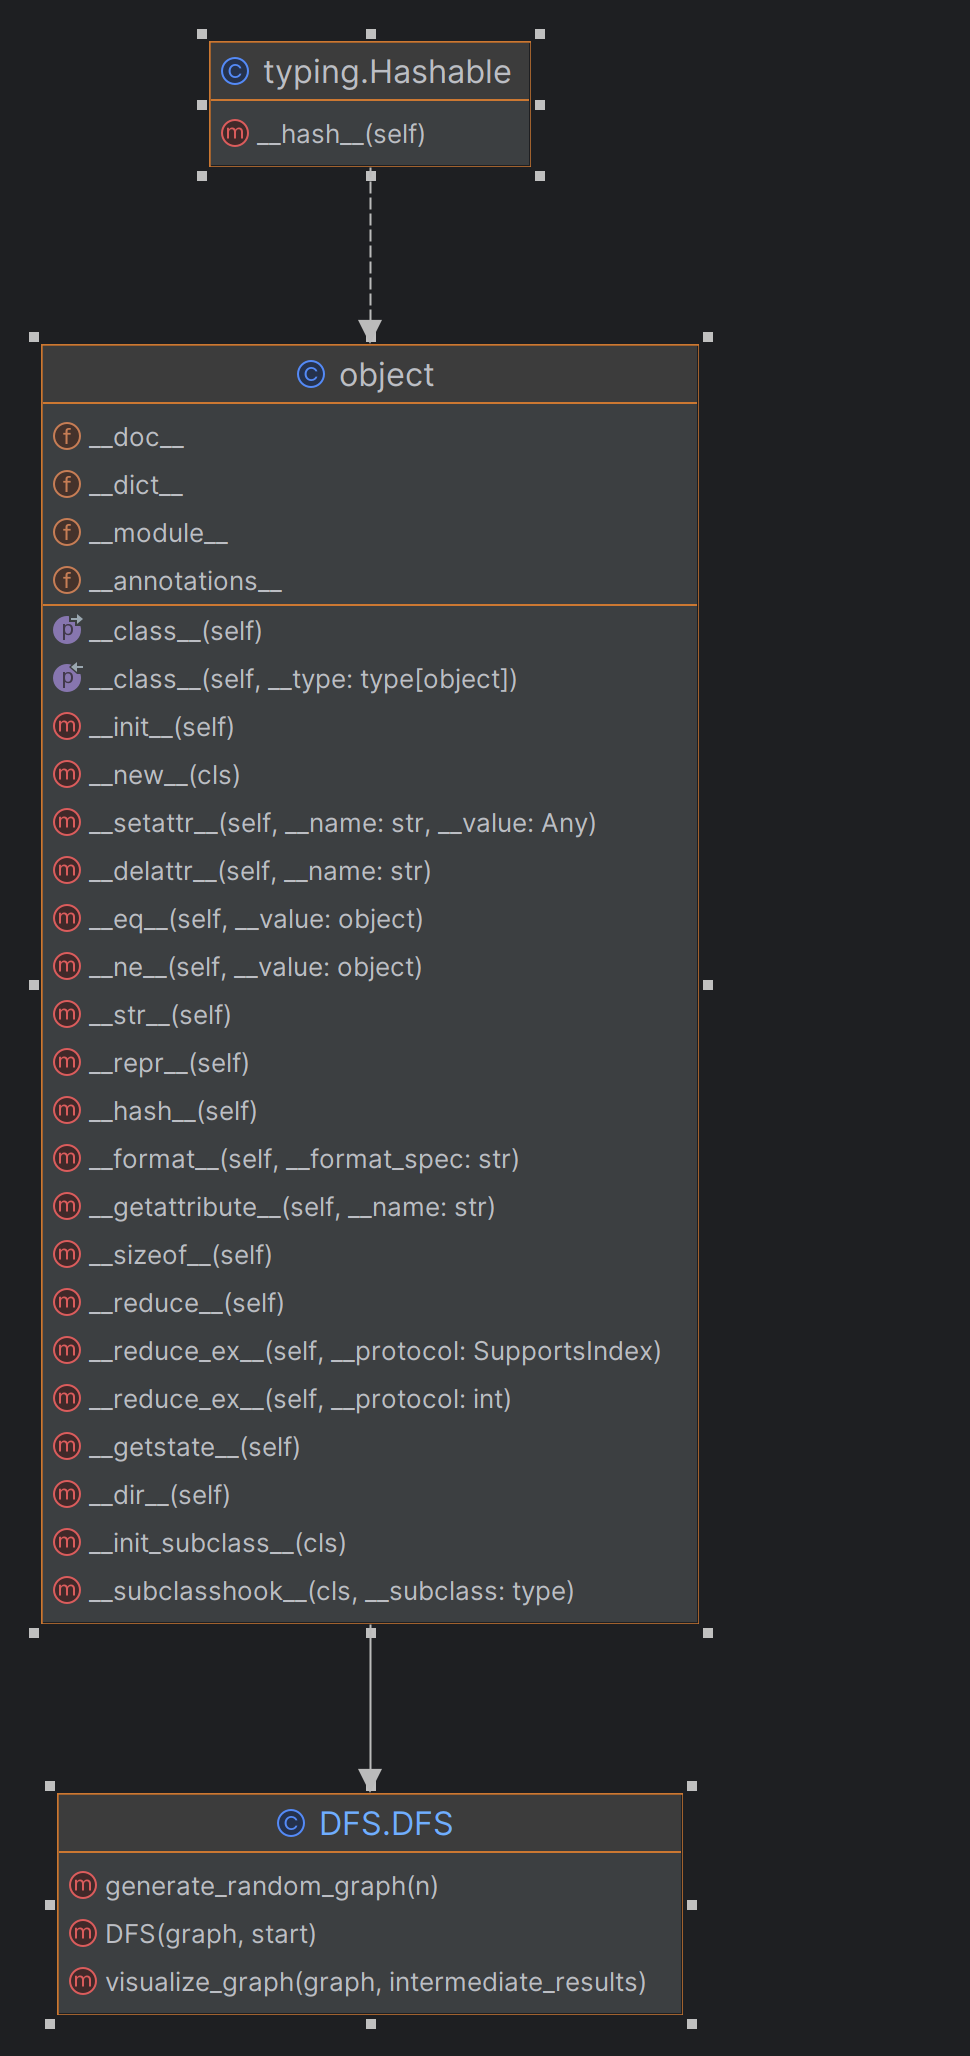 typing.Hashable
__hash__(self)
object
__doc__
__dict__
__module__
__annotations__
__class__(self)
__class__(self, __type: type[object])
__init__(self)
__new__(cls)
__setattr__(self, __name: str, __value: Any)
__delattr__(self, __name: str)
__eq__(self, __value: object)
__ne__(self, __value: object)
__str__(self)
__repr__(self)
__hash__(self)
__format__(self, __format_spec: str)
__getattribute__(self, __name: str)
__sizeof__(self)
__reduce__(self)
__reduce_ex__(self, __protocol: SupportsIndex)
__reduce_ex__(self, __protocol: int)
__getstate__(self)
__dir__(self)
__init_subclass__(cls)
__subclasshook__(cls, __subclass: type)
DFS.DFS
generate_random_graph(n)
DFS(graph, start)
visualize_graph(graph, intermediate_results)